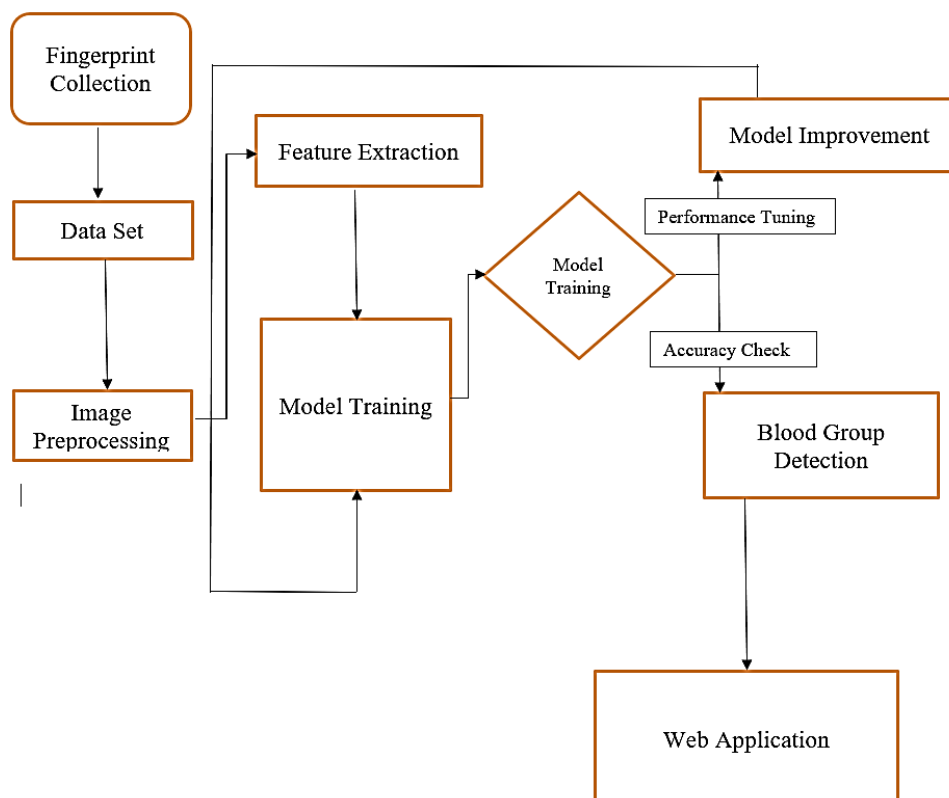 Fingerprint
Collection
Data Set
Image
Preprocessing
Feature Extraction
Model Training
Model
Training
Model Improvement
Performance Tuning
Accuracy Check
Blood Group
Detection
Web Application